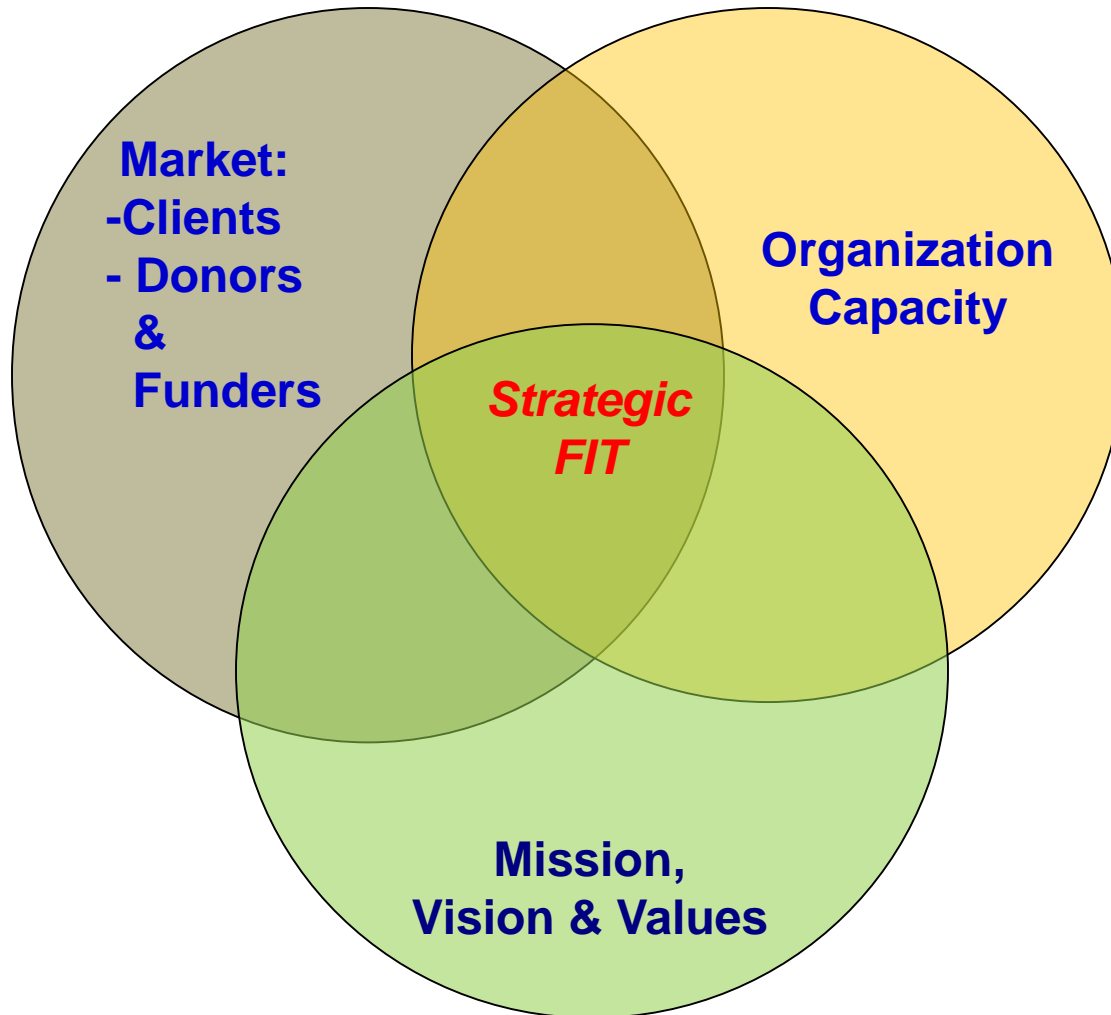 Market:
-Clients
- Donors
&
Funders
Organization
Capacity
Strategic
FIT
Mission,
Vision & Values